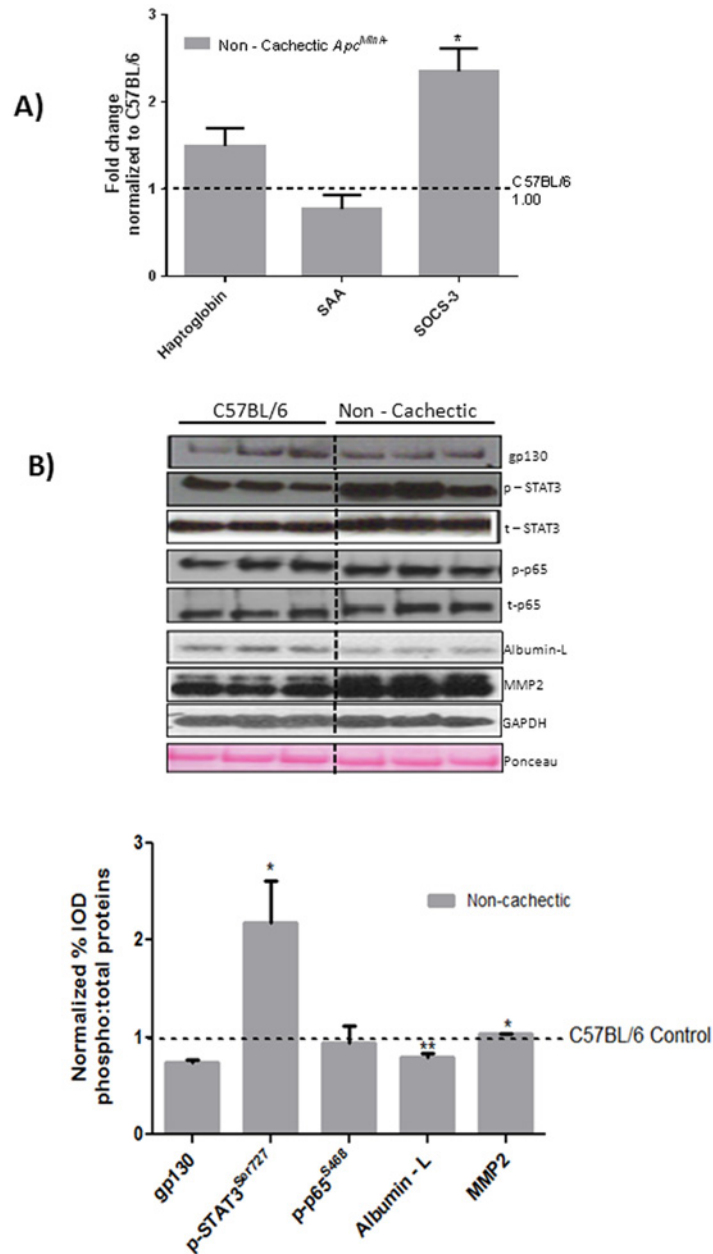 A)
Fold change
normalized to C57BL/6
3
2
1
0
Non - Cachectic Apc^Min/+
*
C57BL/6
1.00
Haptoglobin
SAA
SOCS-3
B)
C57BL/6
Non - Cachectic
gp130
p – STAT3
t – STAT3
p-p65
t-p65
Albumin-L
MMP2
GAPDH
Ponceau
Normalized % IOD
phospho:total proteins
3
2
1
0
*
Non-cachectic
**
*
C57BL/6 Control
gp130
p-STAT3^Ser727
p-p65^S468
Albumin - L
MMP2